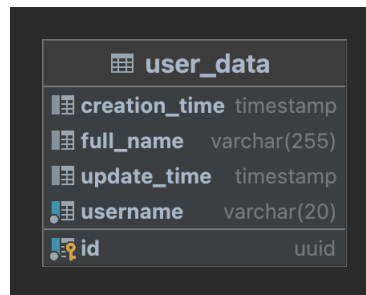 user_data
creation_time timestamp
full_name varchar(255)
update_time timestamp
username varchar(20)
id uuid